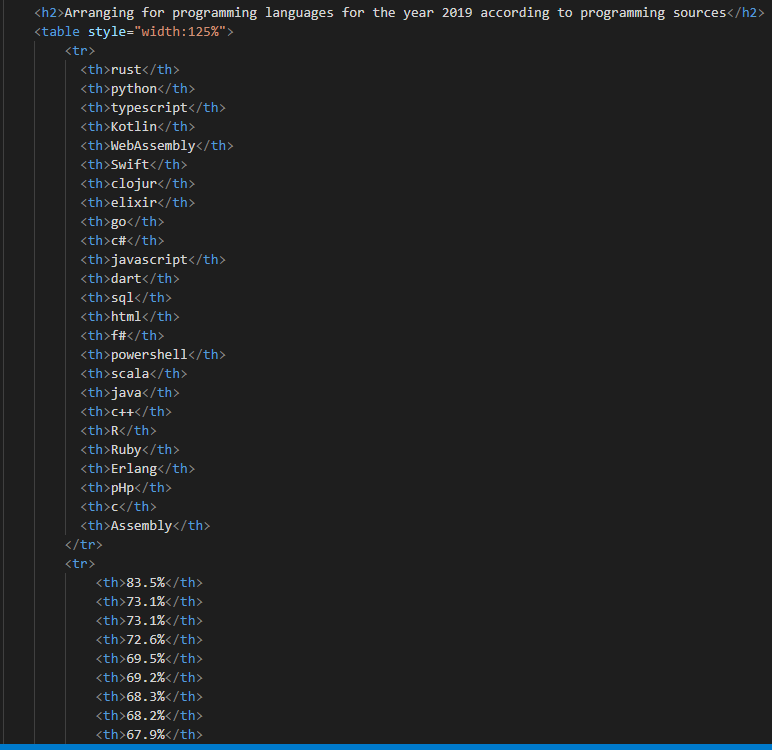 <h2>Arranging for programming languages for the year 2019 according to programming sources</h2>
<table style="width:125%">
<tr>
<th>rust</th>
<th>python</th>
<th>typescript</th>
<th>Kotlin</th>
<th>WebAssembly</th>
<th>Swift</th>
<th>clojur</th>
<th>elixir</th>
<th>go</th>
<th>c#</th>
<th>javascript</th>
<th>dart</th>
<th>sql</th>
<th>html</th>
<th>f#</th>
<th>powershell</th>
<th>scala</th>
<th>java</th>
<th>c++</th>
<th>R</th>
<th>Ruby</th>
<th>Erlang</th>
<th>pHp</th>
<th>c</th>
<th>Assembly</th>
</tr>
<tr>
<th>83.5%</th>
<th>73.1%</th>
<th>73.1%</th>
<th>72.6%</th>
<th>69.5%</th>
<th>69.2%</th>
<th>68.3%</th>
<th>68.2%</th>
<th>67.9%</th>